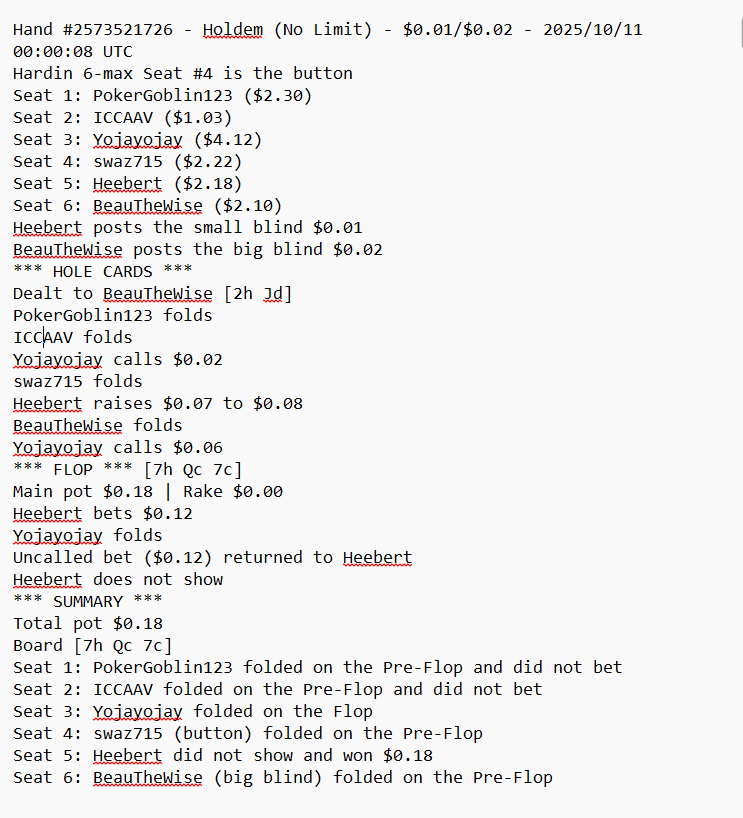 Hand #2573521726 - Holdem (No Limit) - $0.01/$0.02 - 2025/10/11
00:00:08 UTC
Hardin 6-max Seat #4 is the button
Seat 1: PokerGoblin123 ($2.30)
Seat 2: ICCAAV ($1.03)
Seat 3: Yojayojay ($4.12)
Seat 4: swaz715 ($2.22)
Seat 5: Heebert ($2.18)
Seat 6: BeauTheWise ($2.10)
Heebert posts the small blind $0.01
BeauTheWise posts the big blind $0.02
*** HOLE CARDS ***
Dealt to BeauTheWise [2h Jd]
PokerGoblin123 folds
ICCAAV folds
Yojayojay calls $0.02
swaz715 folds
Heebert raises $0.07 to $0.08
BeauTheWise folds
Yojayojay calls $0.06
*** FLOP *** [7h Qc 7c]
Main pot $0.18 | Rake $0.00
Heebert bets $0.12
Yojayojay folds
Uncalled bet ($0.12) returned to Heebert
Heebert does not show
*** SUMMARY ***
Total pot $0.18
Board [7h Qc 7c]
Seat 1: PokerGoblin123 folded on the Pre-Flop and did not bet
Seat 2: ICCAAV folded on the Pre-Flop and did not bet
Seat 3: Yojayojay folded on the Flop
Seat 4: swaz715 (button) folded on the Pre-Flop
Seat 5: Heebert did not show and won $0.18
Seat 6: BeauTheWise (big blind) folded on the Pre-Flop